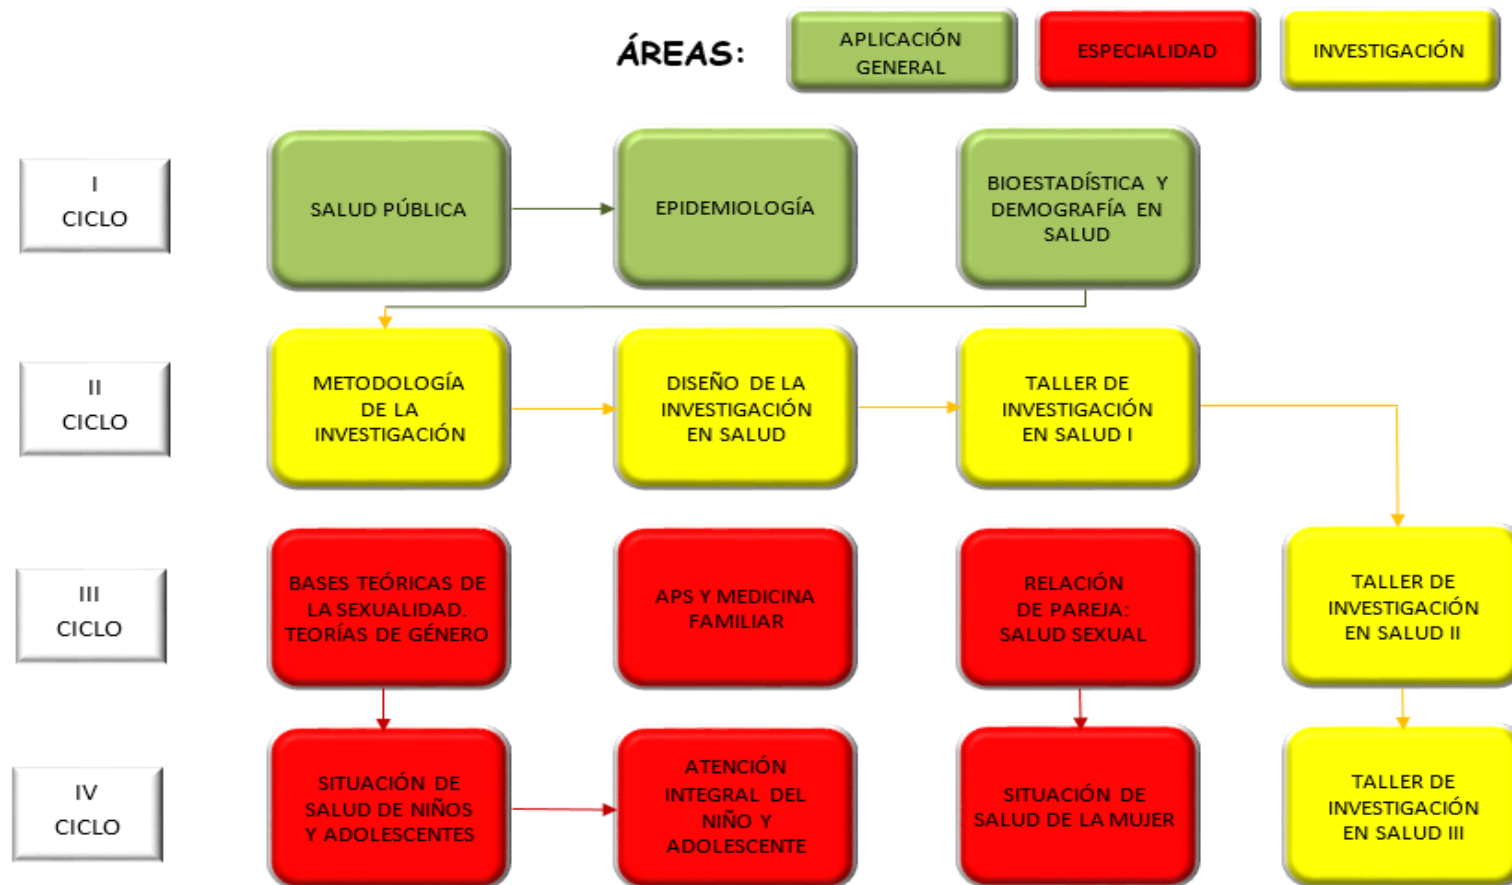 ÁREAS:
APLICACIÓN
GENERAL
ESPECIALIDAD
INVESTIGACIÓN
I
CICLO
SALUD PÚBLICA
EPIDEMIOLOGÍA
BIOESTADÍSTICA Y
DEMOGRAFÍA EN
SALUD
II
CICLO
METODOLOGÍA
DE LA
INVESTIGACIÓN
DISEÑO DE LA
INVESTIGACIÓN
EN SALUD
TALLER DE
INVESTIGACIÓN
EN SALUD I
III
CICLO
BASES TEÓRICAS DE
LA SEXUALIDAD.
TEORÍAS DE GÉNERO
APS Y MEDICINA
FAMILIAR
RELACIÓN
DE PAREJA:
SALUD SEXUAL
TALLER DE
INVESTIGACIÓN
EN SALUD II
IV
CICLO
SITUACIÓN DE
SALUD DE NIÑOS
Y ADOLESCENTES
ATENCIÓN
INTEGRAL DEL
NIÑO Y
ADOLESCENTE
SITUACIÓN DE
SALUD DE LA MUJER
TALLER DE
INVESTIGACIÓN
EN SALUD III